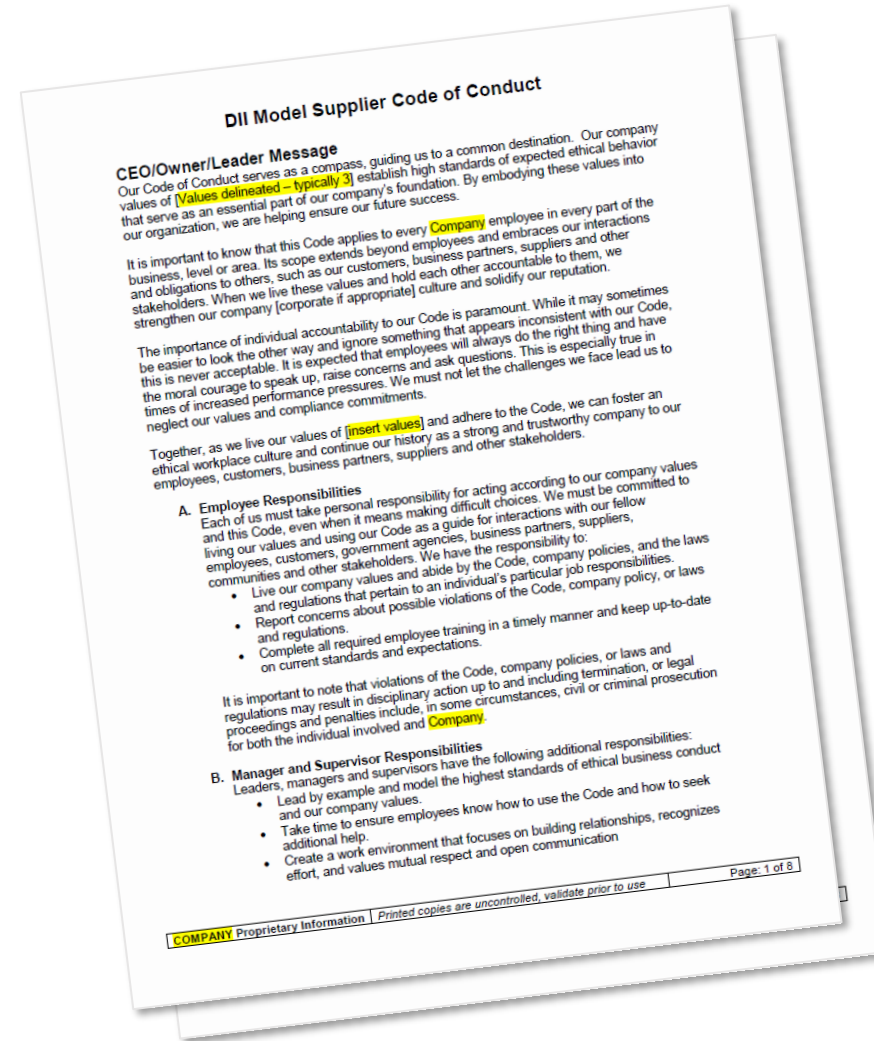 DII Model Supplier Code of Conduct
CEO/Owner/Leader Message
Our Code of Conduct serves as a compass, guiding us to a common destination. Our company
values of [Values delineated – typically 3] establish high standards of expected ethical behavior
that serve as an essential part of our company's foundation. By embodying these values into
our organization, we are helping ensure our future success.
It is important to know that this Code applies to every Company employee in every part of the
business, level or area. Its scope extends beyond employees and embraces our interactions
and obligations to others, such as our customers, business partners, suppliers and other
stakeholders. When we live these values and hold each other accountable to them, we
strengthen our company [corporate if appropriate] culture and solidify our reputation.
The importance of individual accountability to our Code is paramount. While it may sometimes
be easier to look the other way and ignore something that appears inconsistent with our Code,
this is never acceptable. It is expected that employees will always do the right thing and have
the moral courage to speak up, raise concerns and ask questions. This is especially true in
times of increased performance pressures. We must not let the challenges we face lead us to
neglect our values and compliance commitments.
Together, as we live our values of [insert values] and adhere to the Code, we can foster an
ethical workplace culture and continue our history as a strong and trustworthy company to our
employees, customers, business partners, suppliers and other stakeholders.
A. Employee Responsibilities
Each of us must take personal responsibility for acting according to our company values
and this Code, even when it means making difficult choices. We must be committed to
living our values and using our Code as a guide for interactions with our fellow
employees, customers, government agencies, business partners, suppliers,
communities and other stakeholders. We have the responsibility to:
• Live our company values and abide by the Code, company policies, and the laws
and regulations that pertain to an individual's particular job responsibilities.
• Report concerns about possible violations of the Code, company policy, or laws
and regulations.
• Complete all required employee training in a timely manner and keep up-to-date
on current standards and expectations.
It is important to note that violations of the Code, company policies, or laws and
regulations may result in disciplinary action up to and including termination, or legal
proceedings and penalties include, in some circumstances, civil or criminal prosecution
for both the individual involved and Company.
B. Manager and Supervisor Responsibilities
Leaders, managers and supervisors have the following additional responsibilities:
• Lead by example and model the highest standards of ethical business conduct
and our company values.
• Take time to ensure employees know how to use the Code and how to seek
additional help.
• Create a work environment that focuses on building relationships, recognizes
effort, and values mutual respect and open communication
COMPANY Proprietary Information Printed copies are uncontrolled, validate prior to use Page: 1 of 8